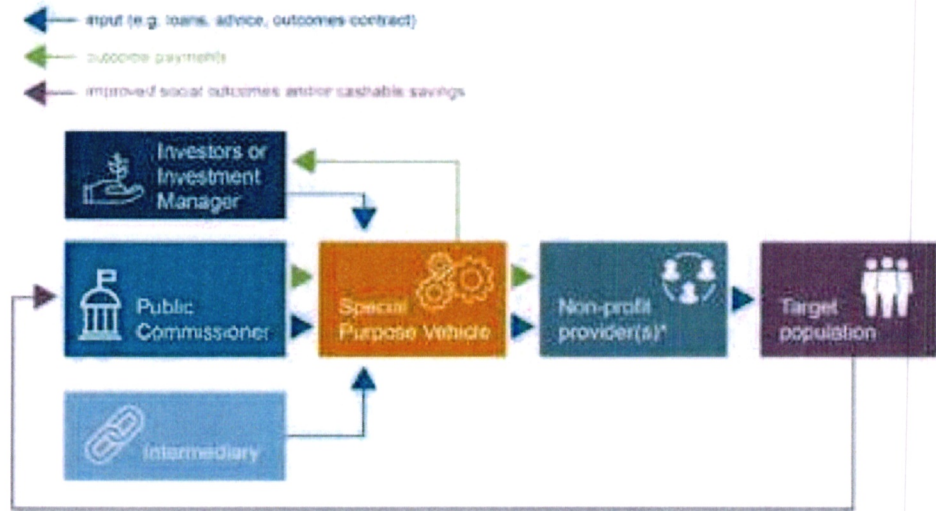 input (e.g. loans, advice, outcomes contract)
outcome payments
improved social outcomes and/or cashable savings
Investors or
Investment
Manager
Public
Commissioner
Special
Purpose Vehicle
Non-profit
provider(s)*
Target
population
Intermediary